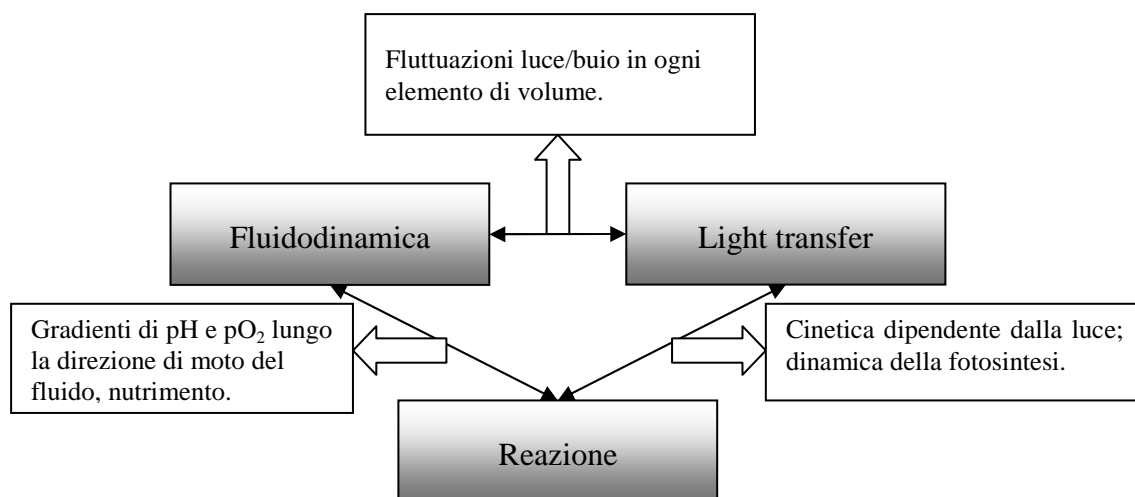 Fluttuazioni luce/buio in ogni
elemento di volume.
Fluidodinamica
Light transfer
Gradienti di pH e pO₂ lungo
la direzione di moto del
fluido, nutrimento.
Cinetica dipendente dalla luce;
dinamica della fotosintesi.
Reazione